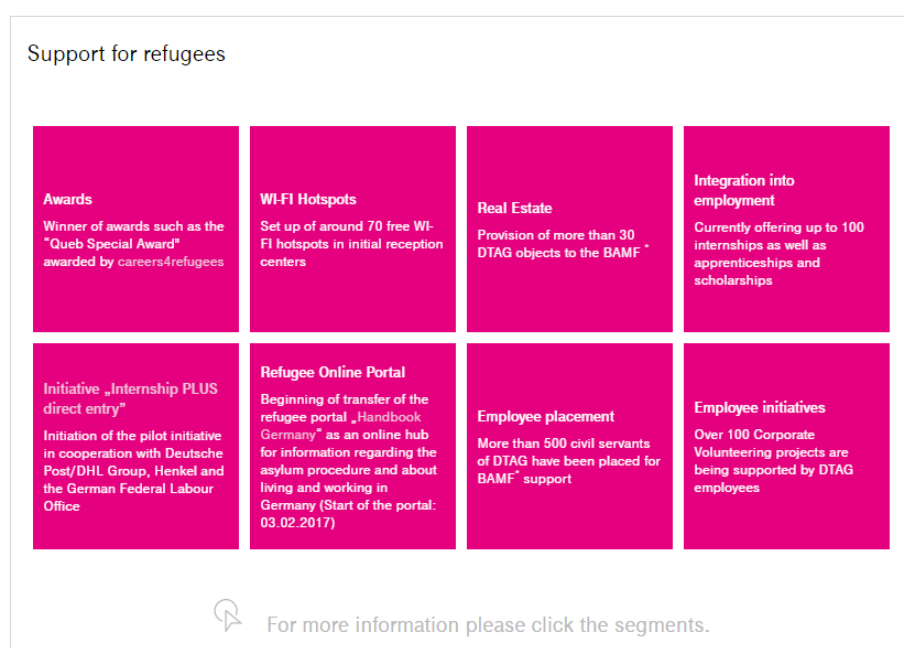 Support for refugees
Awards
Winner of awards such as the
"Queb Special Award"
awarded by careers4refugees
WI-FI Hotspots
Set up of around 70 free WI-
FI hotspots in initial reception
centers
Real Estate
Provision of more than 30
DTAG objects to the BAMF *
Integration into
employment
Currently offering up to 100
internships as well as
apprenticeships and
scholarships
Initiative „Internship PLUS
direct entry"
Initiation of the pilot initiative
in cooperation with Deutsche
Post/DHL Group, Henkel and
the German Federal Labour
Office
Refugee Online Portal
Beginning of transfer of the
refugee portal „Handbook
Germany" as an online hub
for information regarding the
asylum procedure and about
living and working in
Germany (Start of the portal:
03.02.2017)
Employee placement
More than 500 civil servants
of DTAG have been placed for
BAMF* support
Employee initiatives
Over 100 Corporate
Volunteering projects are
being supported by DTAG
employees
For more information please click the segments.